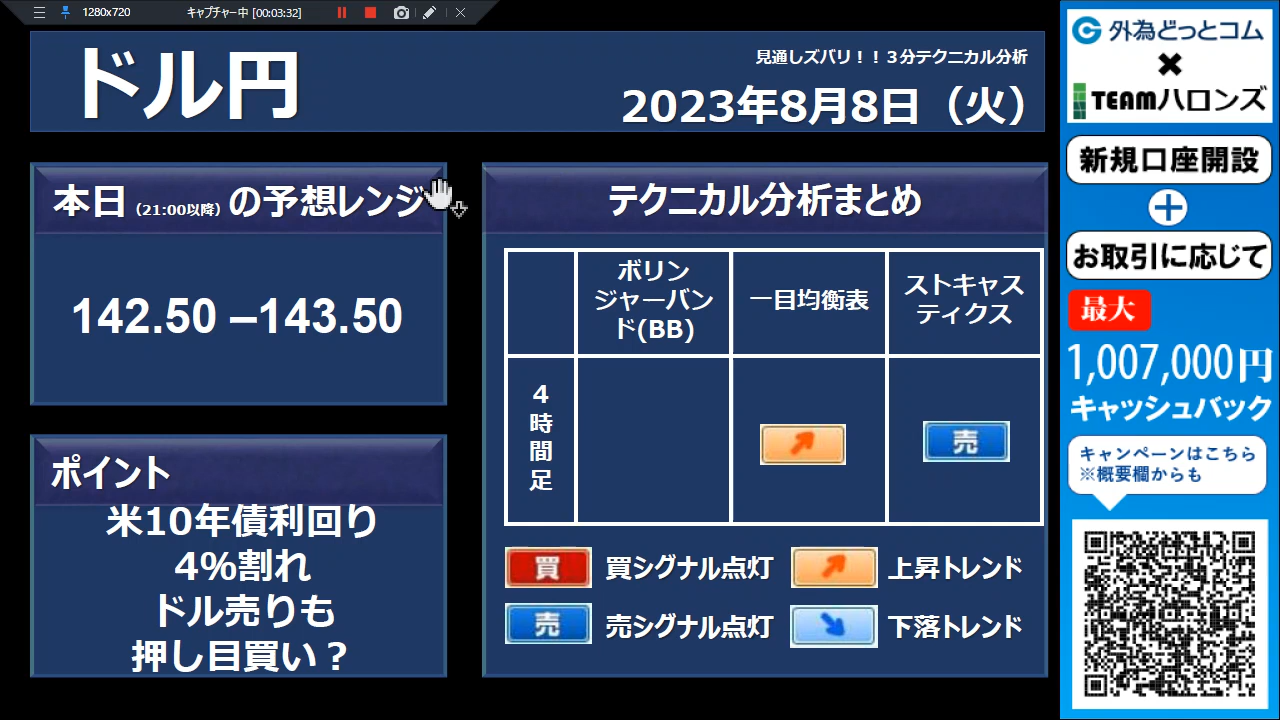 1280x720
キャプチャー中 [00:03:32]
ドル円
見通しズバリ！！３分テクニカル分析
2023年8月8日（火）
本日（21:00以降）の予想レンジ
142.50 –143.50
ポイント
米10年債利回り
4%割れ
ドル売りも
押し目買い？
テクニカル分析まとめ
ボリン
ジャーバン
ド(BB)
一目均衡表
ストキャス
ティクス
４
時
間
足
売
買
買シグナル点灯
上昇トレンド
売
売シグナル点灯
下落トレンド
外為どっとコム
×
TEAMハロンズ
新規口座開設
+
お取引に応じて
最大
1,007,000円
キャッシュバック
キャンペーンはこちら
※概要欄からも